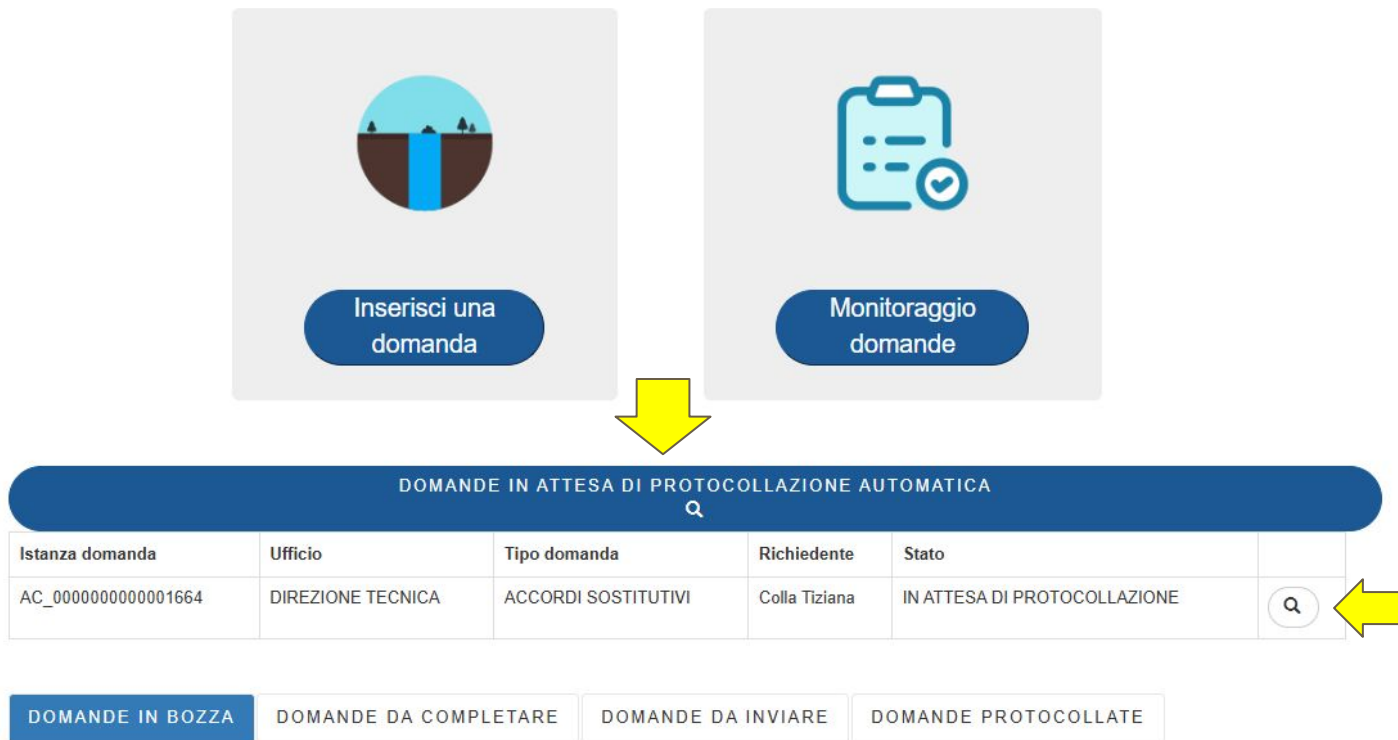 Inserisci una
domanda
Monitoraggio
domande
DOMANDE IN ATTESA DI PROTOCOLLAZIONE AUTOMATICA
Istanza domanda Ufficio Tipo domanda Richiedente Stato
AC_0000000000001664 DIREZIONE TECNICA ACCORDI SOSTITUTIVI Colla Tiziana IN ATTESA DI PROTOCOLLAZIONE
DOMANDE IN BOZZA DOMANDE DA COMPLETARE DOMANDE DA INVIARE DOMANDE PROTOCOLLATE